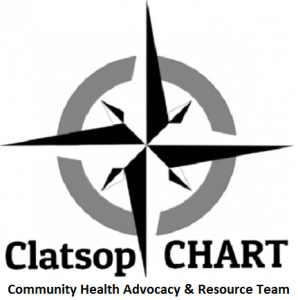 Clatsop CHART
Community Health Advocacy & Resource Team